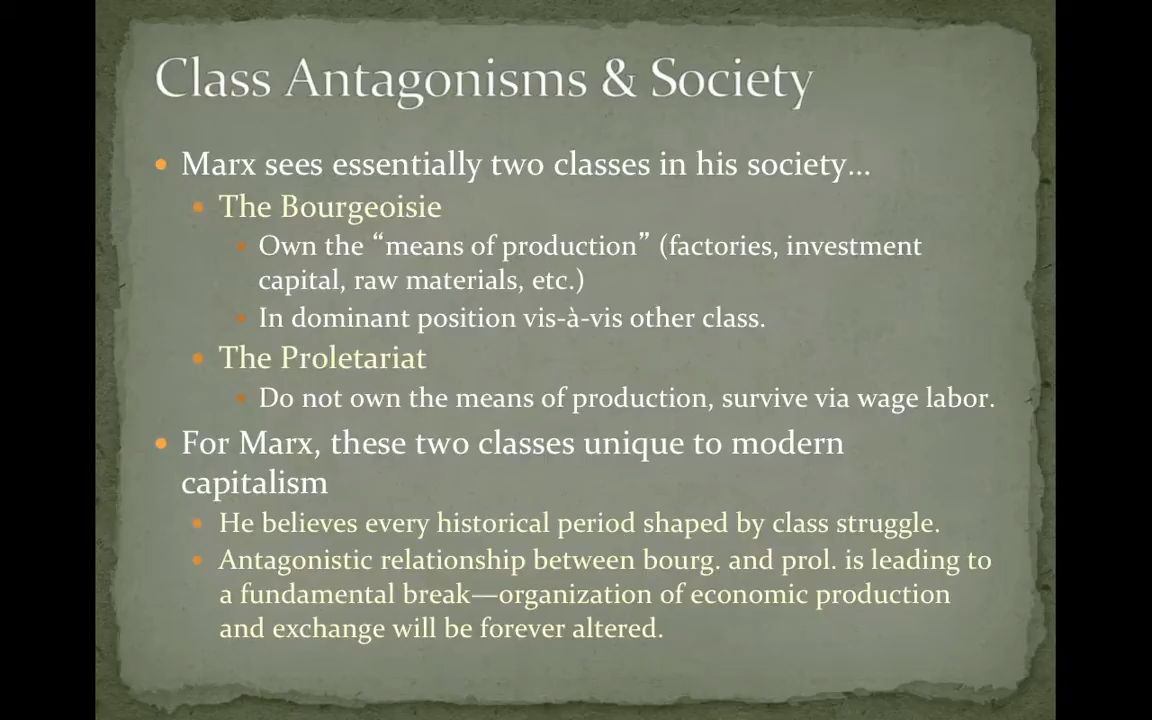 Class Antagonisms & Society
• Marx sees essentially two classes in his society…
• The Bourgeoisie
• Own the “means of production” (factories, investment
capital, raw materials, etc.)
• In dominant position vis-à-vis other class.
• The Proletariat
• Do not own the means of production, survive via wage labor.
• For Marx, these two classes unique to modern
capitalism
• He believes every historical period shaped by class struggle.
• Antagonistic relationship between bourg. and prol. is leading to
a fundamental break—organization of economic production
and exchange will be forever altered.